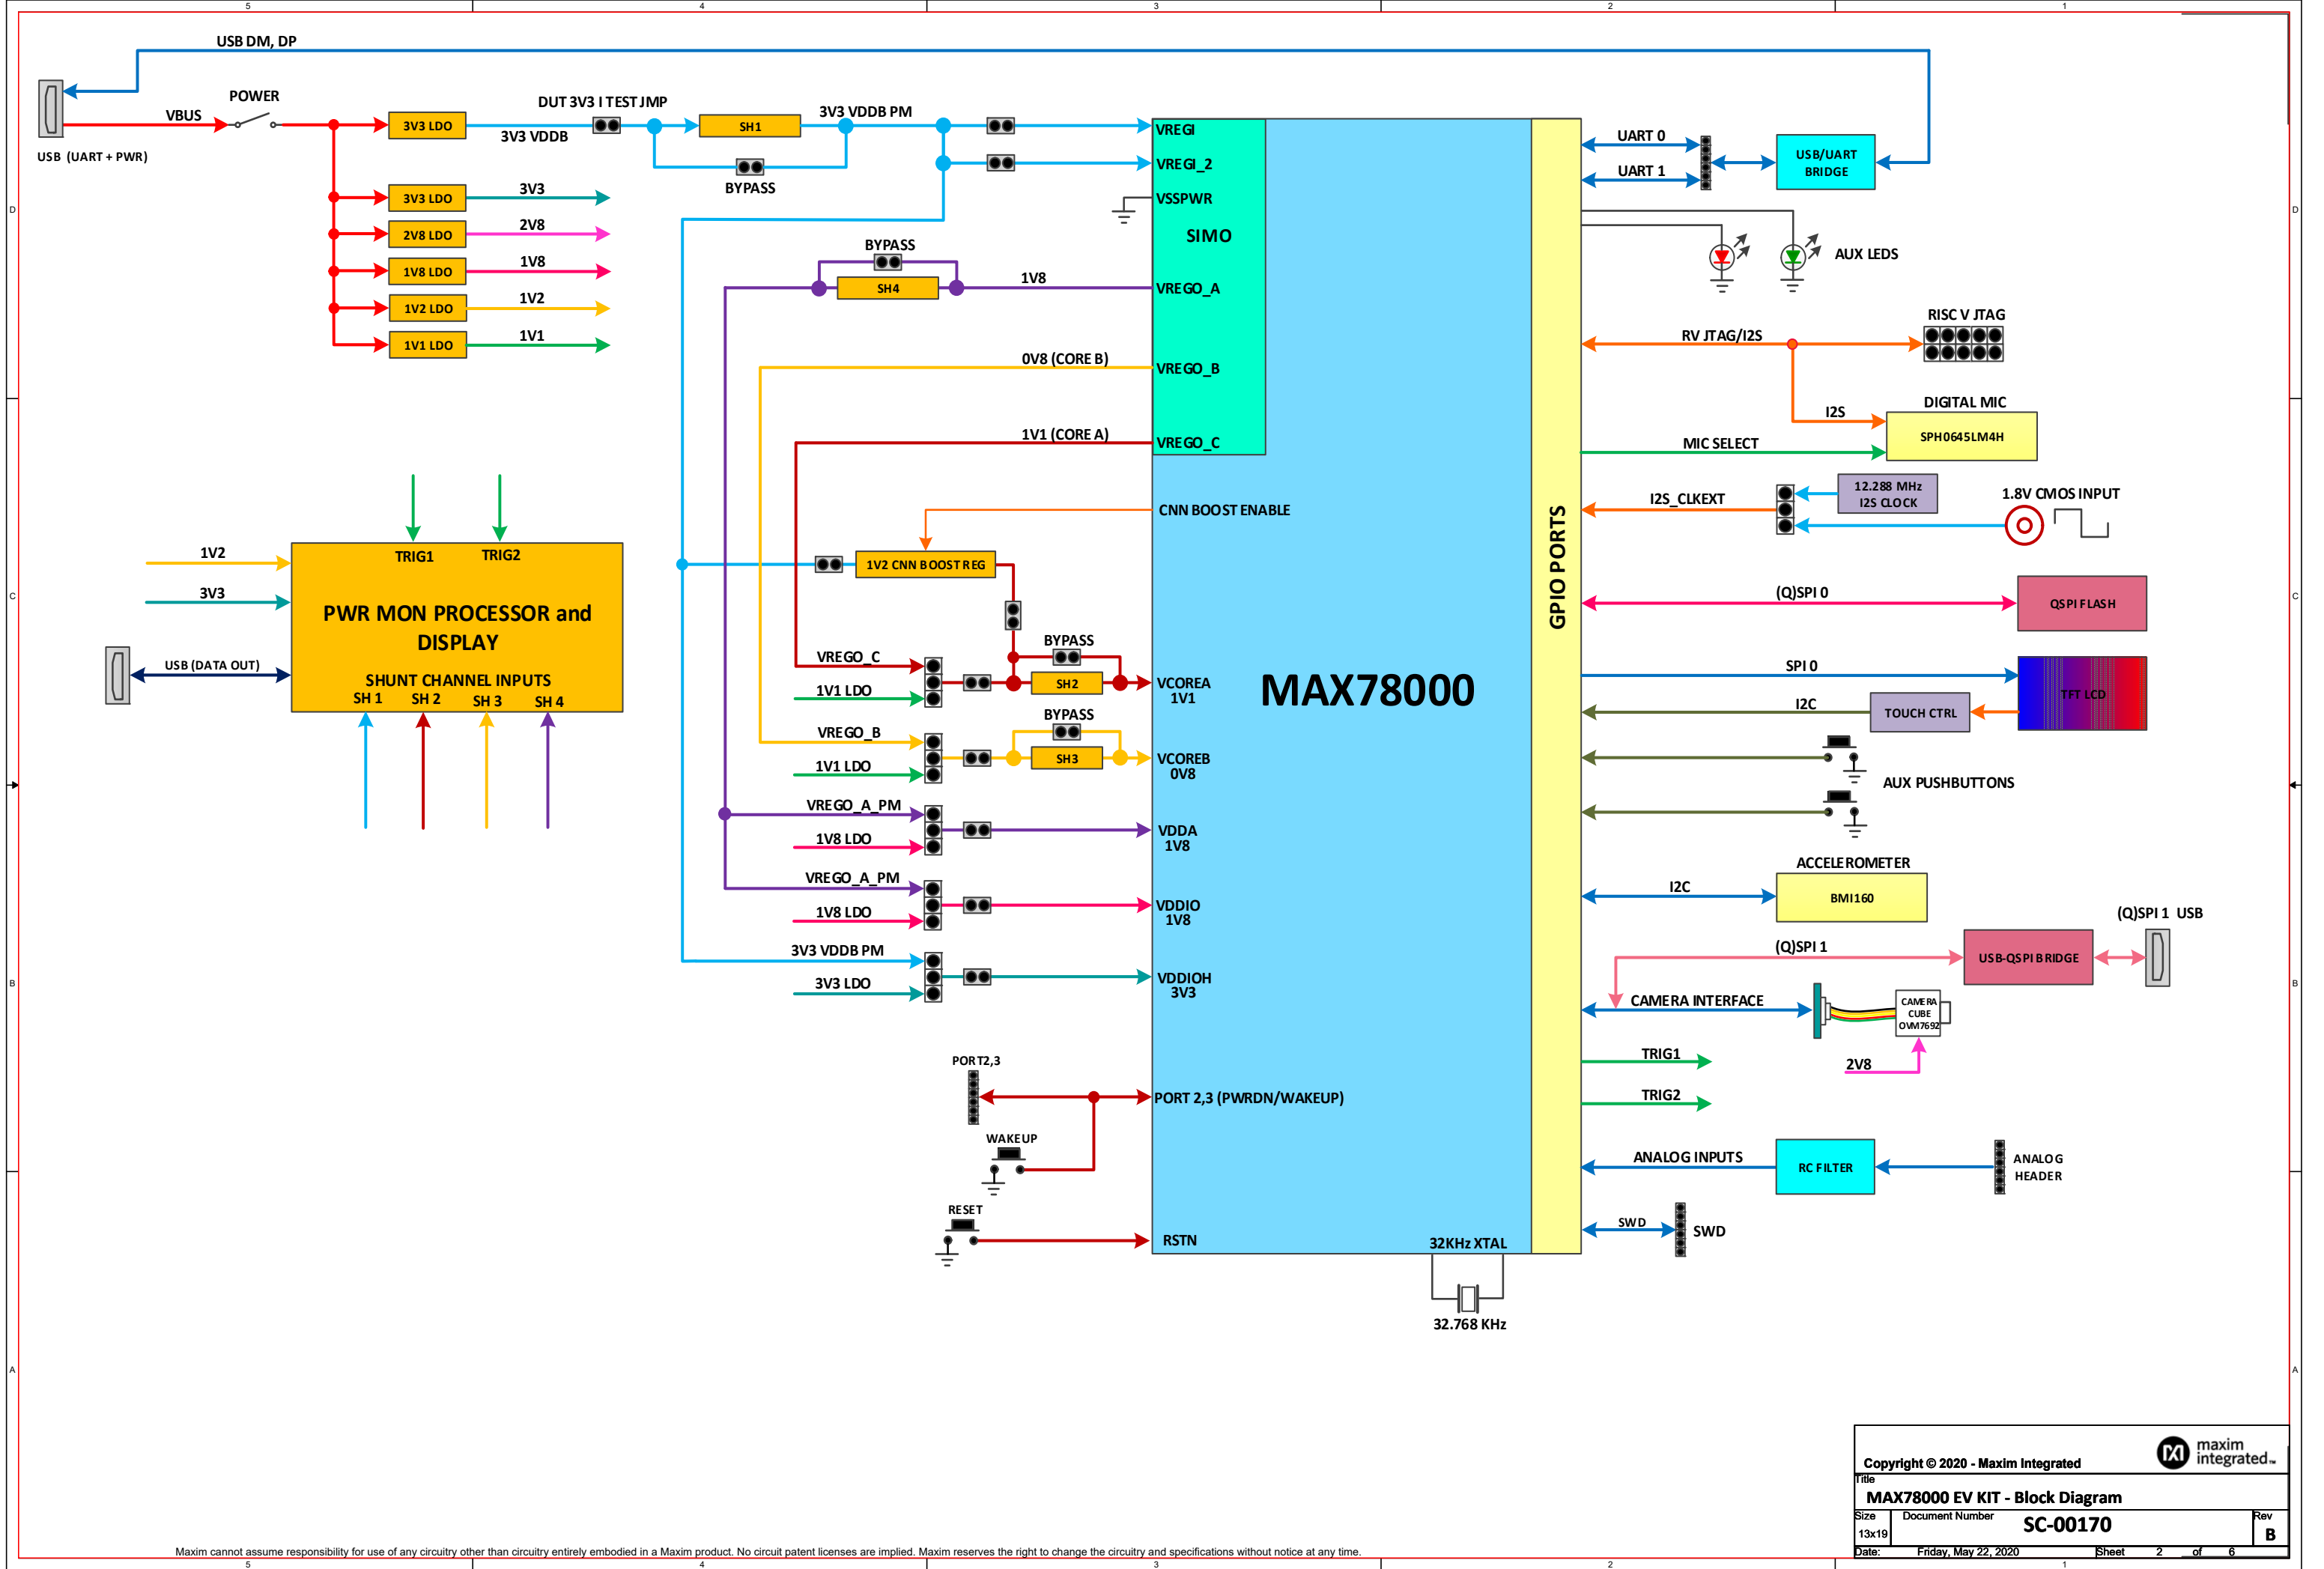 5
4
3
2
1
USB DM, DP
VBUS
POWER
USB (UART + PWR)
3V3 LDO
3V3 VDDB
DUT 3V3 I TEST JMP
SH1
BYPASS
3V3 VDDB PM
3V3 LDO
3V3
2V8 LDO
2V8
1V8 LDO
1V8
1V2 LDO
1V2
1V1 LDO
1V1
VREGI
VREGI_2
VSSPWR
SIMO
BYPASS
SH4
1V8
VREGO_A
0V8 (CORE B)
VREGO_B
1V1 (CORE A)
VREGO_C
CNN BOOST ENABLE
1V2 CNN BOOST REG
1V2
3V3
TRIG1
TRIG2
PWR MON PROCESSOR and
DISPLAY
USB (DATA OUT)
SHUNT CHANNEL INPUTS
SH 1
SH 2
SH 3
SH 4
VREGO_C
1V1 LDO
BYPASS
SH2
VCOREA
1V1
VREGO_B
1V1 LDO
BYPASS
SH3
VCOREB
0V8
VREGO_A_PM
1V8 LDO
VDDA
1V8
VREGO_A_PM
1V8 LDO
VDDIO
1V8
3V3 VDDB PM
3V3 LDO
VDDIOH
3V3
PORT2,3
PORT 2,3 (PWRDN/WAKEUP)
WAKEUP
RESET
RSTN
MAX78000
32KHz XTAL
32.768 KHz
GPIO PORTS
UART 0
UART 1
USB/UART
BRIDGE
AUX LEDS
RV JTAG/I2S
RISC V JTAG
I2S
DIGITAL MIC
SPH0645LM4H
MIC SELECT
I2S_CLKEXT
12.288 MHz
I2S CLOCK
1.8V CMOS INPUT
(Q)SPI 0
QSPI FLASH
SPI 0
TFT LCD
I2C
TOUCH CTRL
AUX PUSHBUTTONS
ACCELEROMETER
I2C
BMI160
(Q)SPI 1
USB-QSPI BRIDGE
(Q)SPI 1 USB
CAMERA INTERFACE
CAMERA
CUBE
OVM7692
2V8
TRIG1
TRIG2
ANALOG INPUTS
RC FILTER
ANALOG
HEADER
SWD
SWD
D
D
C
C
B
B
A
A
maxim
integrated™
Copyright © 2020 - Maxim Integrated
Title
MAX78000 EV KIT - Block Diagram
Size
13x19
Document Number
SC-00170
Rev
B
Date: Friday, May 22, 2020 Sheet 2 of 6
Maxim cannot assume responsibility for use of any circuitry other than circuitry entirely embodied in a Maxim product. No circuit patent licenses are implied. Maxim reserves the right to change the circuitry and specifications without notice at any time.
5
4
3
2
1